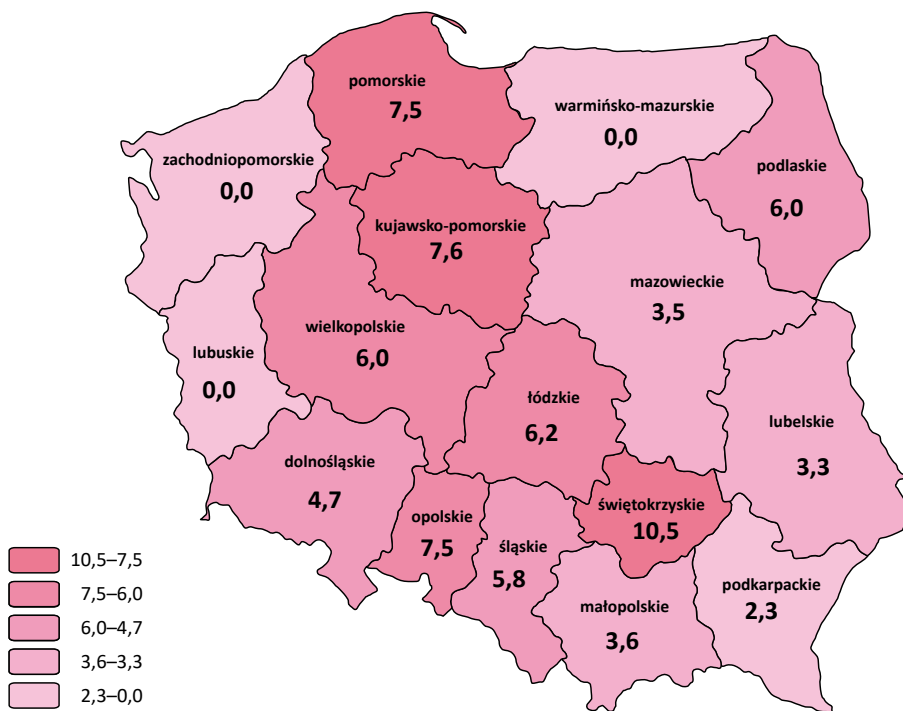 pomorskie
7,5
warmińsko-mazurskie
0,0
zachodniopomorskie
0,0
podlaskie
6,0
kujawsko-pomorskie
7,6
mazowieckie
3,5
wielkopolskie
6,0
lubuskie
0,0
łódzkie
6,2
lubelskie
3,3
dolnośląskie
4,7
opolskie
7,5
śląskie
5,8
świętokrzyskie
10,5
małopolskie
3,6
podkarpackie
2,3
10,5–7,5
7,5–6,0
6,0–4,7
3,6–3,3
2,3–0,0